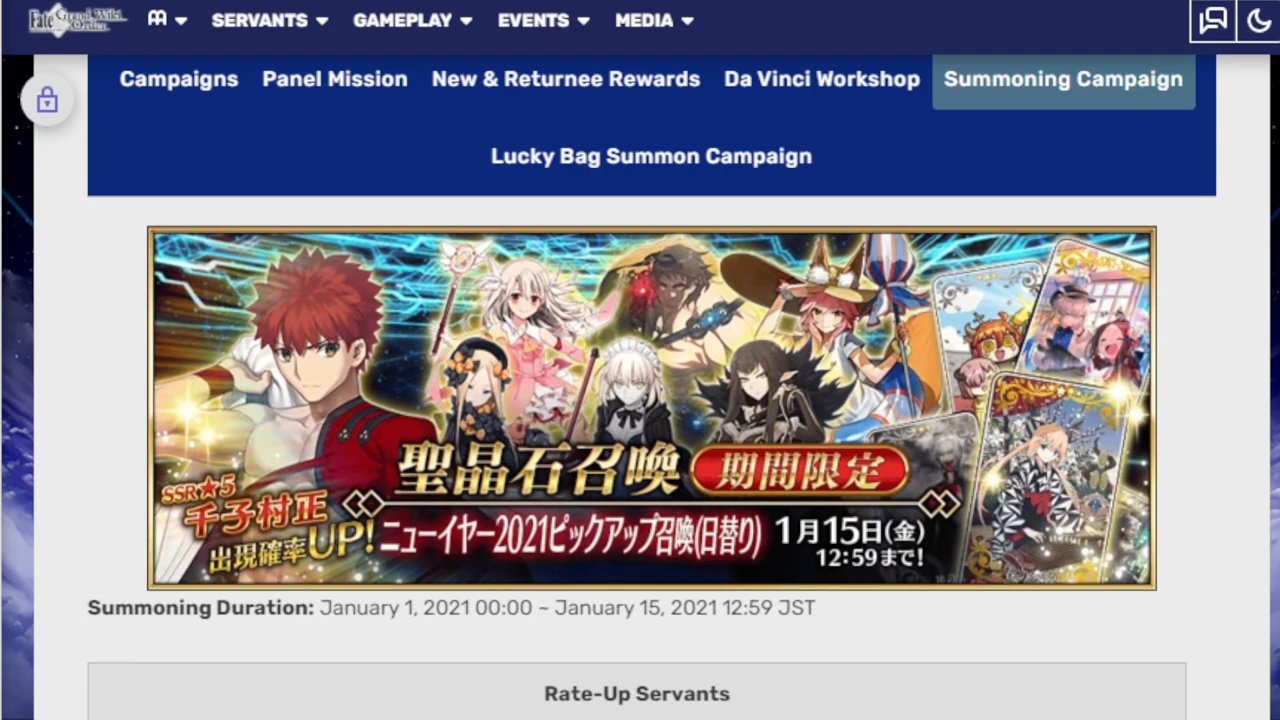 Fate Grand Order Wiki
SERVANTS GAMEPLAY EVENTS MEDIA
Campaigns Panel Mission New & Returnee Rewards Da Vinci Workshop Summoning Campaign
Lucky Bag Summon Campaign
聖晶石召喚 期間限定
SSR★5
千子村正
出現確率UP!
ニューイヤー2021ピックアップ召喚(日替り)
1月15日(金)
12:59まで!
Summoning Duration: January 1, 2021 00:00 ~ January 15, 2021 12:59 JST
Rate-Up Servants